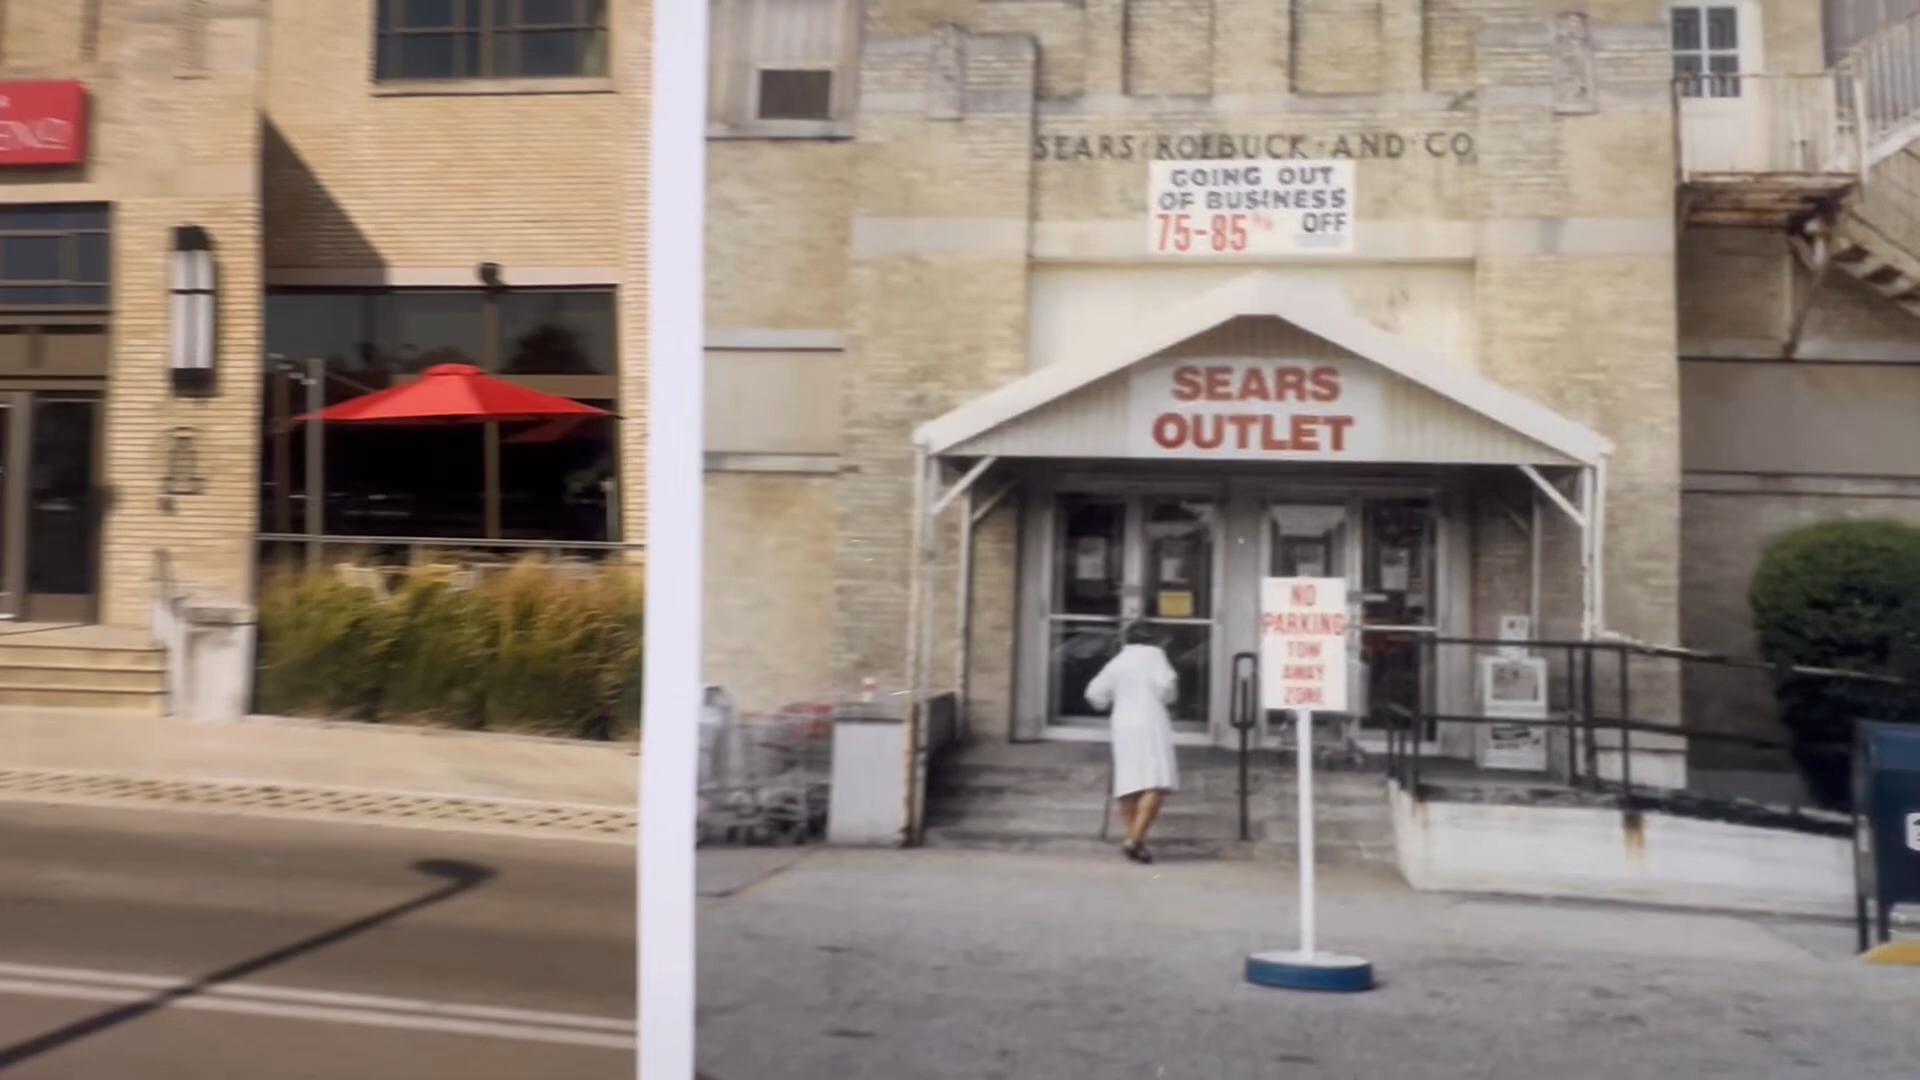 SEARS · ROEBUCK · AND · CO
GOING OUT
OF BUSINESS
75-85% OFF
SEARS
OUTLET
NO
PARKING
TOW
AWAY
ZONE